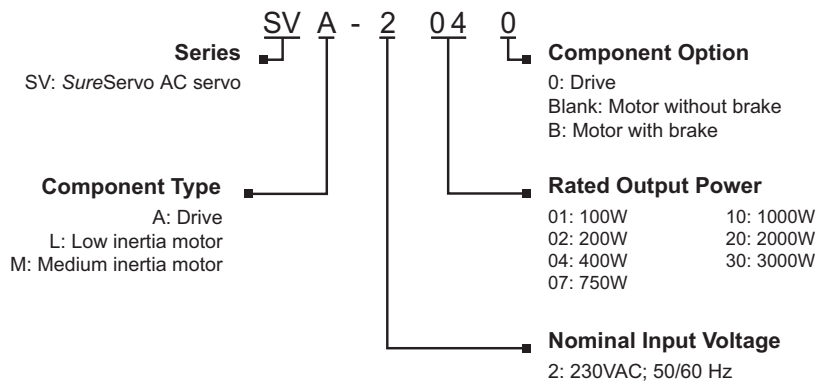 SV A - 2 04 0
Series
SV: SureServo AC servo
Component Type
A: Drive
L: Low inertia motor
M: Medium inertia motor
Component Option
0: Drive
Blank: Motor without brake
B: Motor with brake
Rated Output Power
01: 100W 10: 1000W
02: 200W 20: 2000W
04: 400W 30: 3000W
07: 750W
Nominal Input Voltage
2: 230VAC; 50/60 Hz